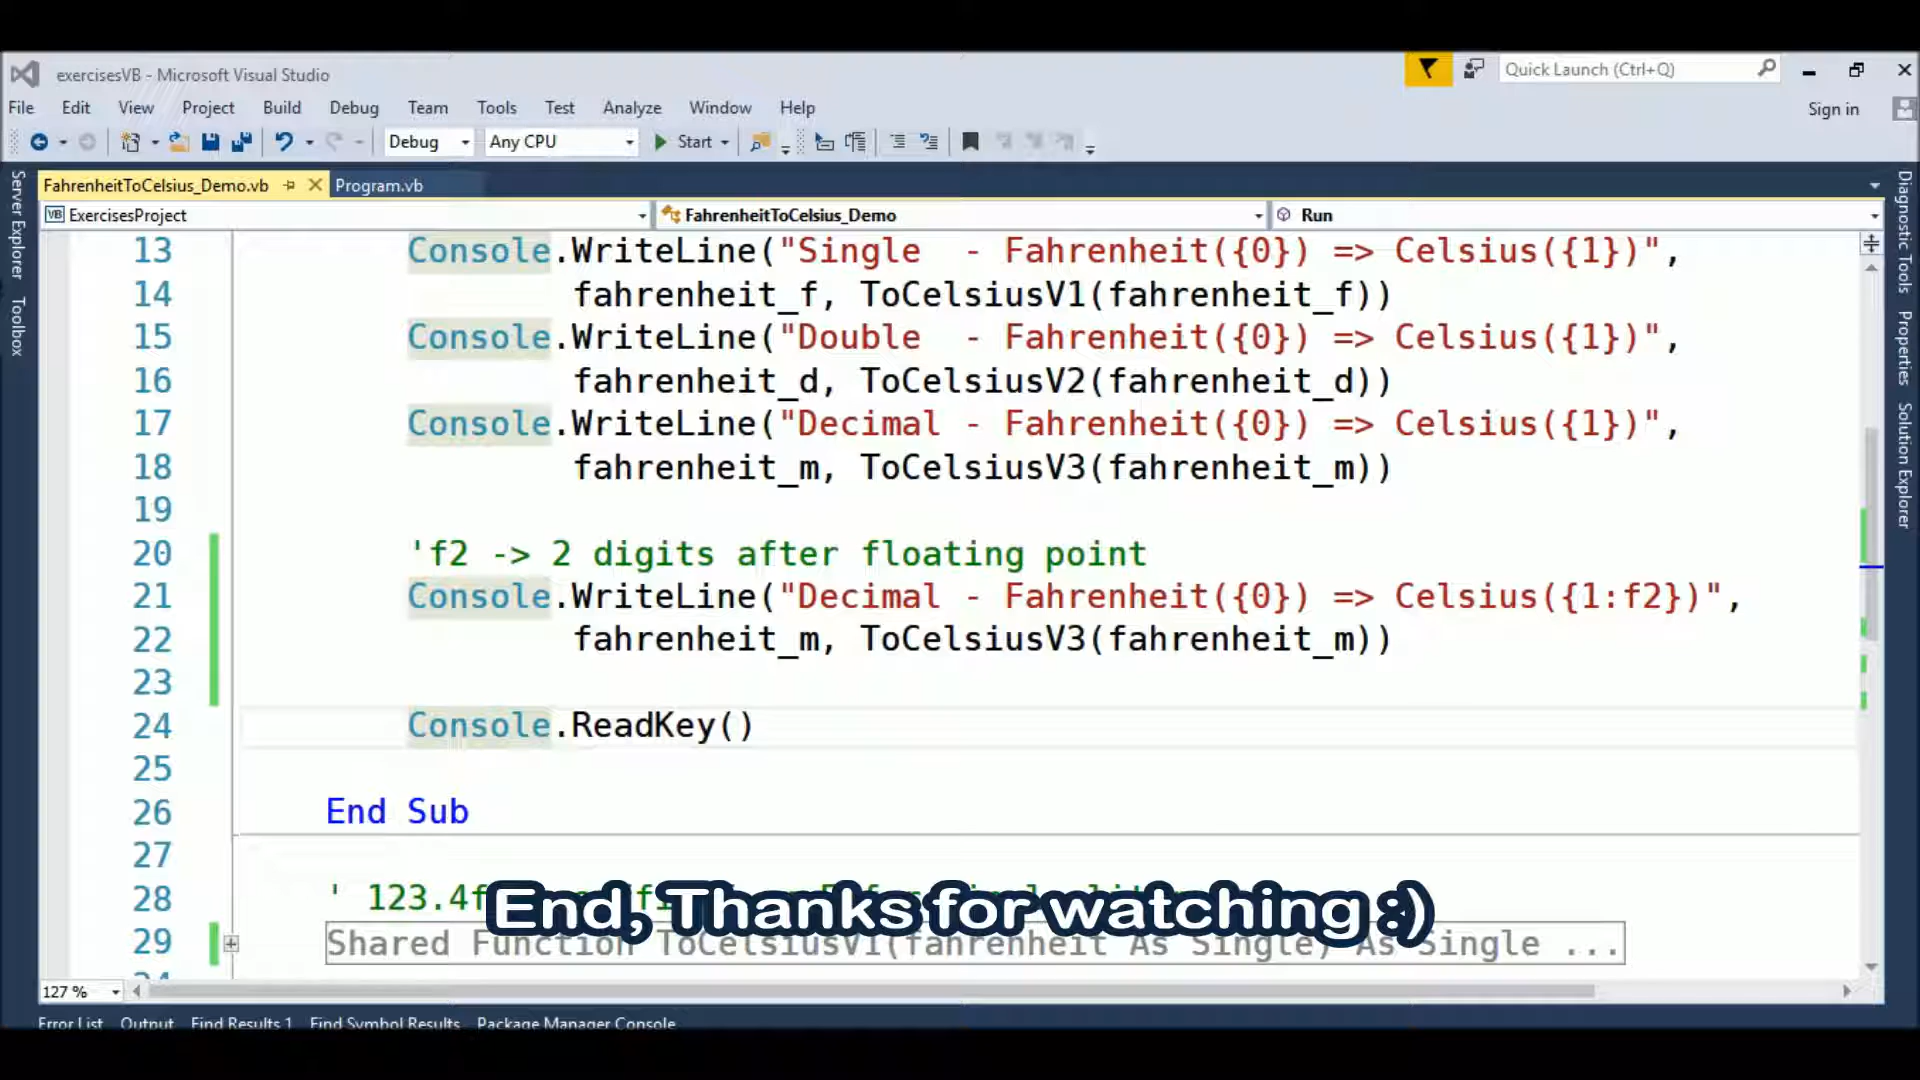 exercisesVB - Microsoft Visual Studio
Quick Launch (Ctrl+Q)
File Edit View Project Build Debug Team Tools Test Analyze Window Help
Sign in
Debug Any CPU Start
FahrenheitToCelsius_Demo.vb Program.vb
VB ExercisesProject FahrenheitToCelsius_Demo Run
Server Explorer
Toolbox
13 Console.WriteLine("Single  - Fahrenheit({0}) => Celsius({1})",
14 fahrenheit_f, ToCelsiusV1(fahrenheit_f))
15 Console.WriteLine("Double  - Fahrenheit({0}) => Celsius({1})",
16 fahrenheit_d, ToCelsiusV2(fahrenheit_d))
17 Console.WriteLine("Decimal - Fahrenheit({0}) => Celsius({1})",
18 fahrenheit_m, ToCelsiusV3(fahrenheit_m))
19
20 'f2 -> 2 digits after floating point
21 Console.WriteLine("Decimal - Fahrenheit({0}) => Celsius({1:f2})",
22 fahrenheit_m, ToCelsiusV3(fahrenheit_m))
23
24 Console.ReadKey()
25
26 End Sub
27
28 ' 123.4f
End, Thanks for watching :)
29 Shared Function ToCelsiusV1(fahrenheit As Single) As Single ...
Diagnostic Tools
Properties
Solution Explorer
127 %
Error List Output Find Results 1 Find Symbol Results Package Manager Console